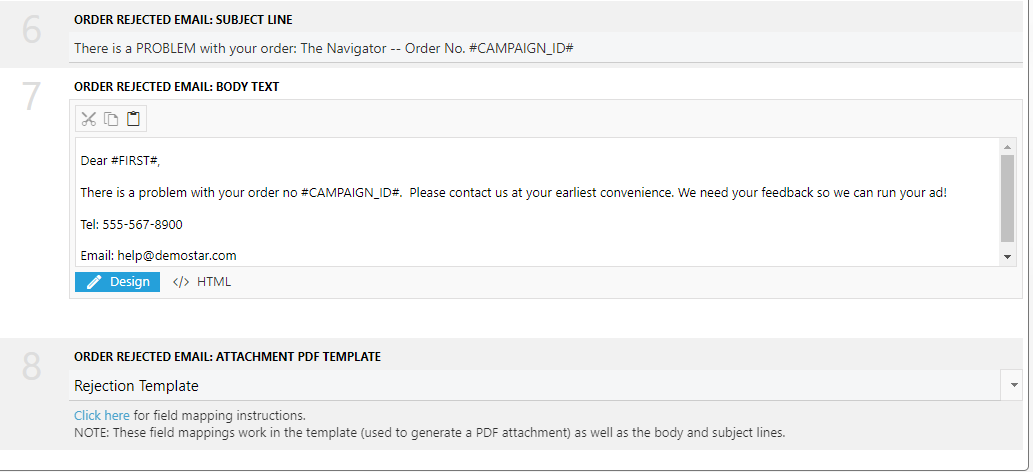 6
ORDER REJECTED EMAIL: SUBJECT LINE
There is a PROBLEM with your order: The Navigator -- Order No. #CAMPAIGN_ID#
7
ORDER REJECTED EMAIL: BODY TEXT
Dear #FIRST#,
There is a problem with your order no #CAMPAIGN_ID#.  Please contact us at your earliest convenience. We need your feedback so we can run your ad!
Tel: 555-567-8900
Email: help@demostar.com
Design </> HTML
8
ORDER REJECTED EMAIL: ATTACHMENT PDF TEMPLATE
Rejection Template
Click here for field mapping instructions.
NOTE: These field mappings work in the template (used to generate a PDF attachment) as well as the body and subject lines.